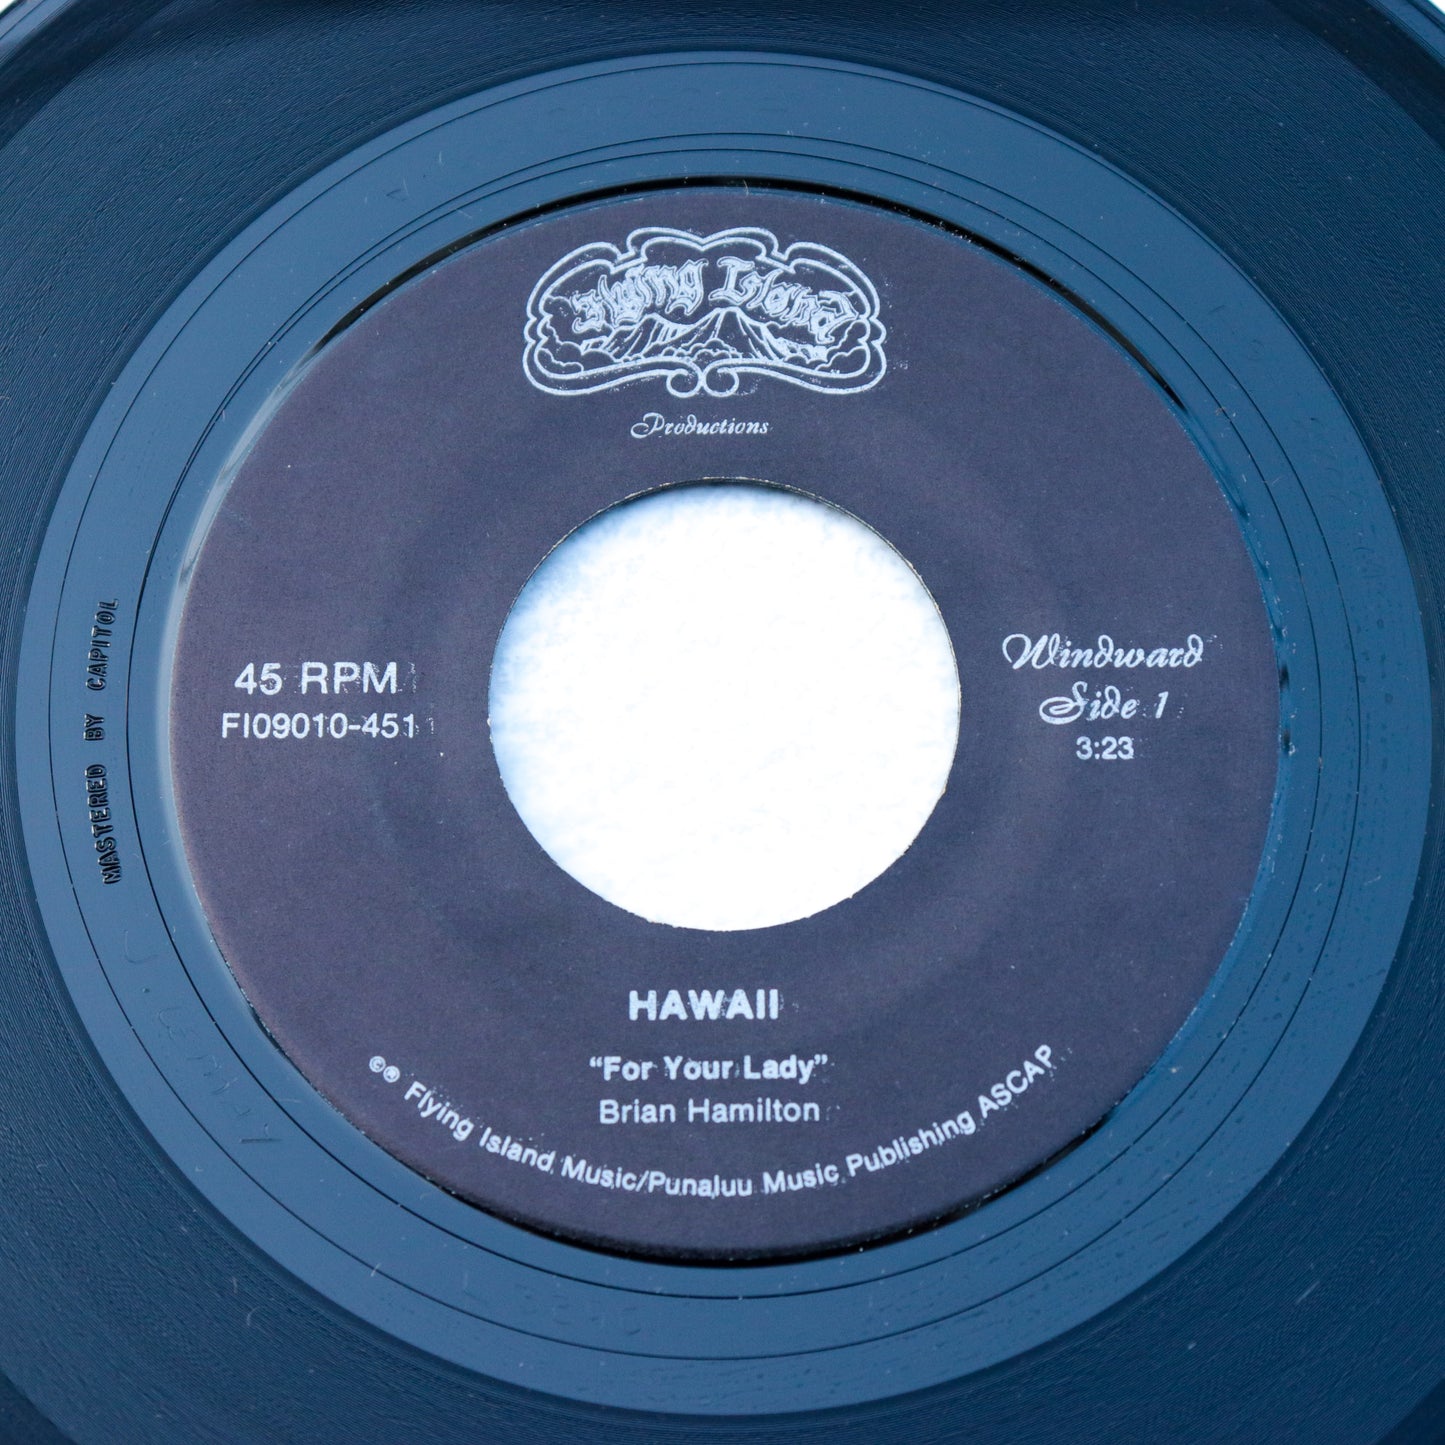 Flying Island
Productions
45 RPM
FI09010-451
Windward
Side 1
3:23
MASTERED BY CAPITOL
HAWAII
“For Your Lady”
Brian Hamilton
©℗ Flying Island Music/Punaluu Music Publishing ASCAP